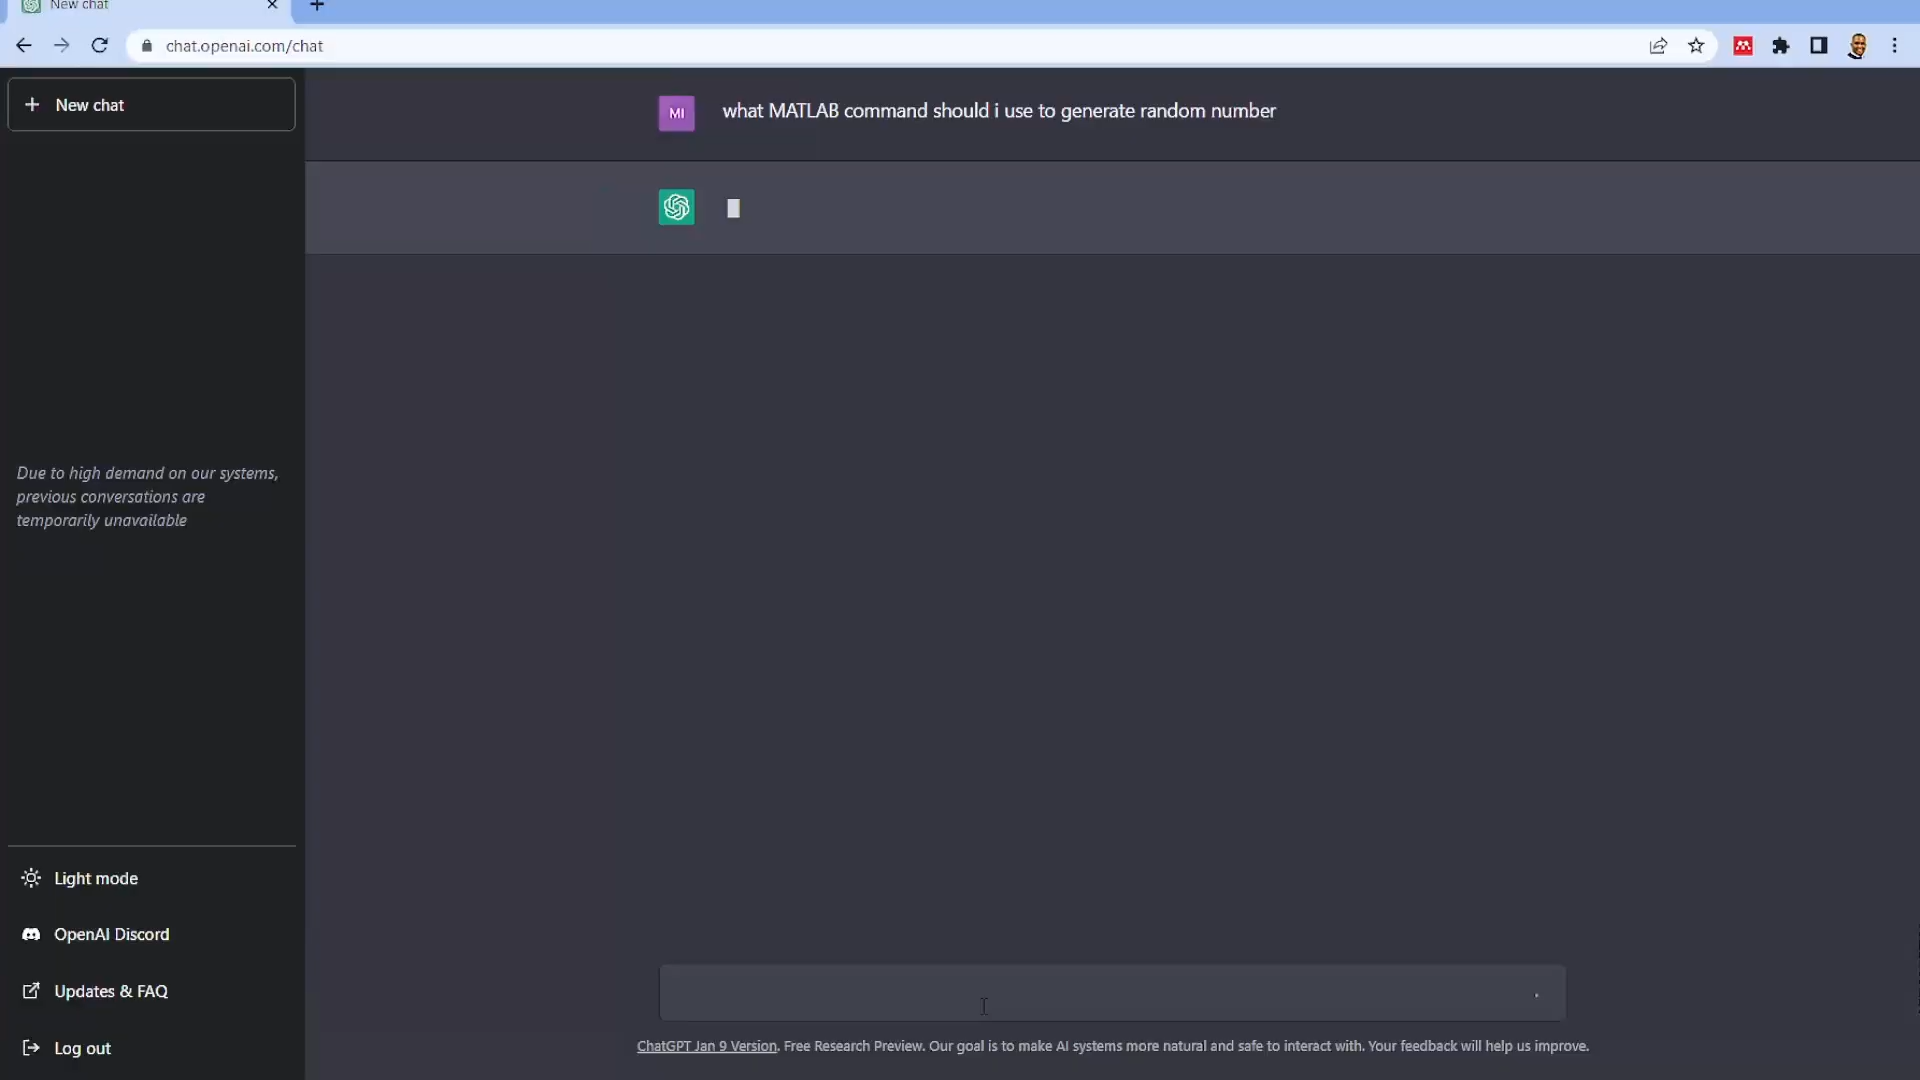 New chat
chat.openai.com/chat
New chat
MI
what MATLAB command should i use to generate random number
Due to high demand on our systems,
previous conversations are
temporarily unavailable
Light mode
OpenAI Discord
Updates & FAQ
Log out
ChatGPT Jan 9 Version. Free Research Preview. Our goal is to make AI systems more natural and safe to interact with. Your feedback will help us improve.